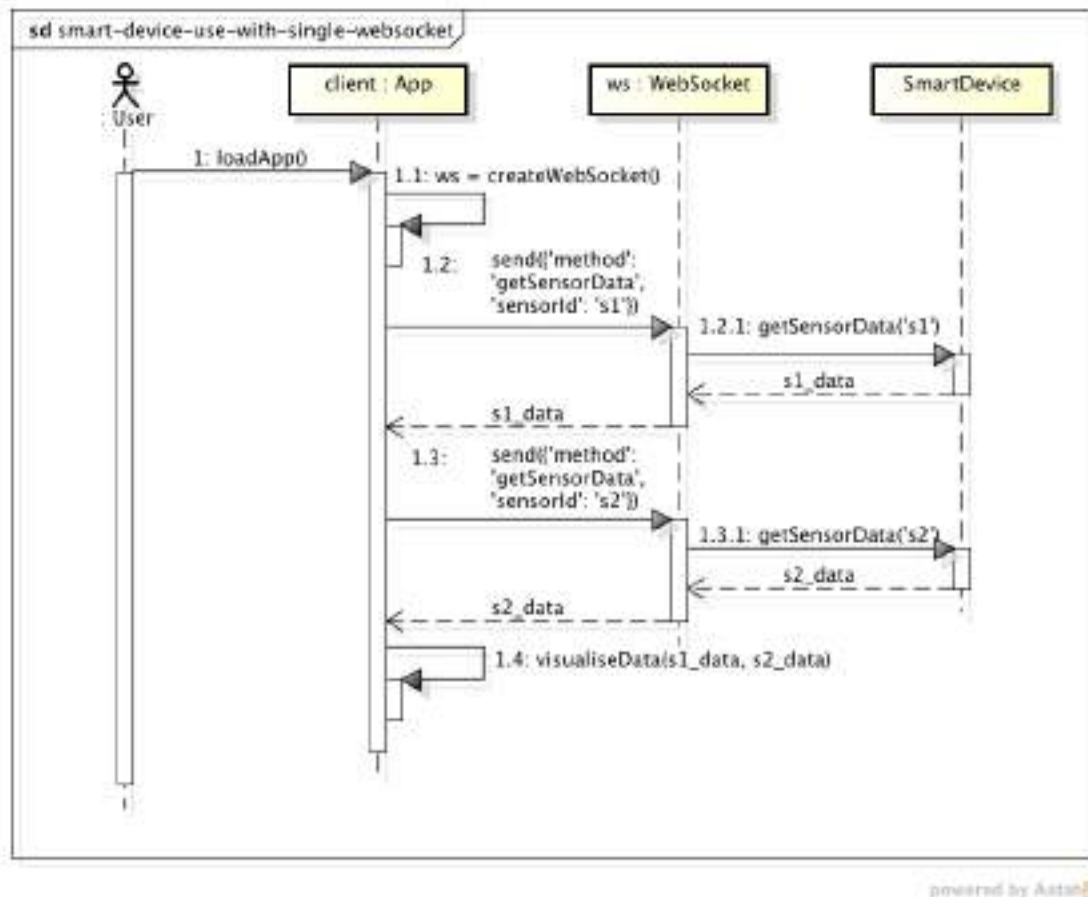 sd smart-device-use-with-single-websocket
client : App
ws : WebSocket
SmartDevice
: User
1: loadApp()
1.1: ws = createWebSocket()
1.2:
send({'method':
'getSensorData',
'sensorId': 's1'})
1.2.1: getSensorData('s1')
s1_data
s1_data
1.3:
send({'method':
'getSensorData',
'sensorId': 's2'})
1.3.1: getSensorData('s2')
s2_data
s2_data
1.4: visualiseData(s1_data, s2_data)
powered by